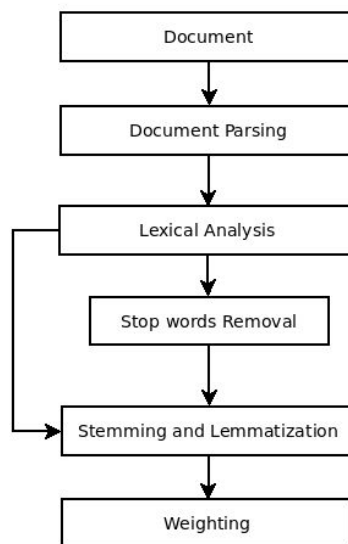 Document
Document Parsing
Lexical Analysis
Stop words Removal
Stemming and Lemmatization
Weighting